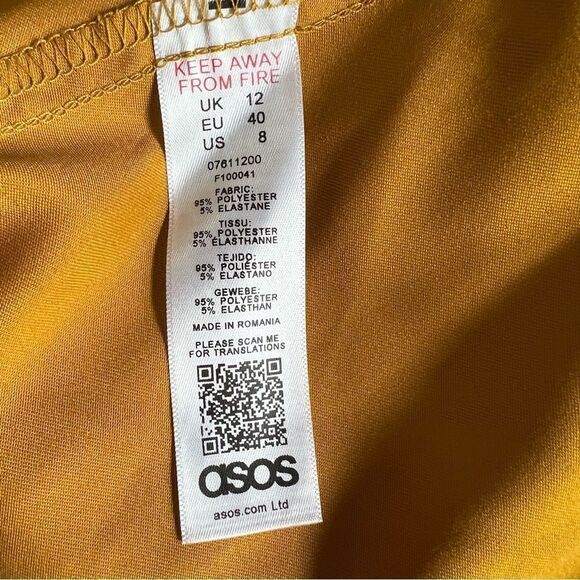 KEEP AWAY
FROM FIRE
UK 12
EU 40
US 8
07611200
F100041
FABRIC:
95% POLYESTER
5% ELASTANE
TISSU:
95% POLYESTER
5% ÉLASTHANNE
TEJIDO:
95% POLIÉSTER
5% ELASTANO
GEWEBE:
95% POLYESTER
5% ELASTHAN
MADE IN ROMANIA
PLEASE SCAN ME
FOR TRANSLATIONS
asos
asos.com Ltd